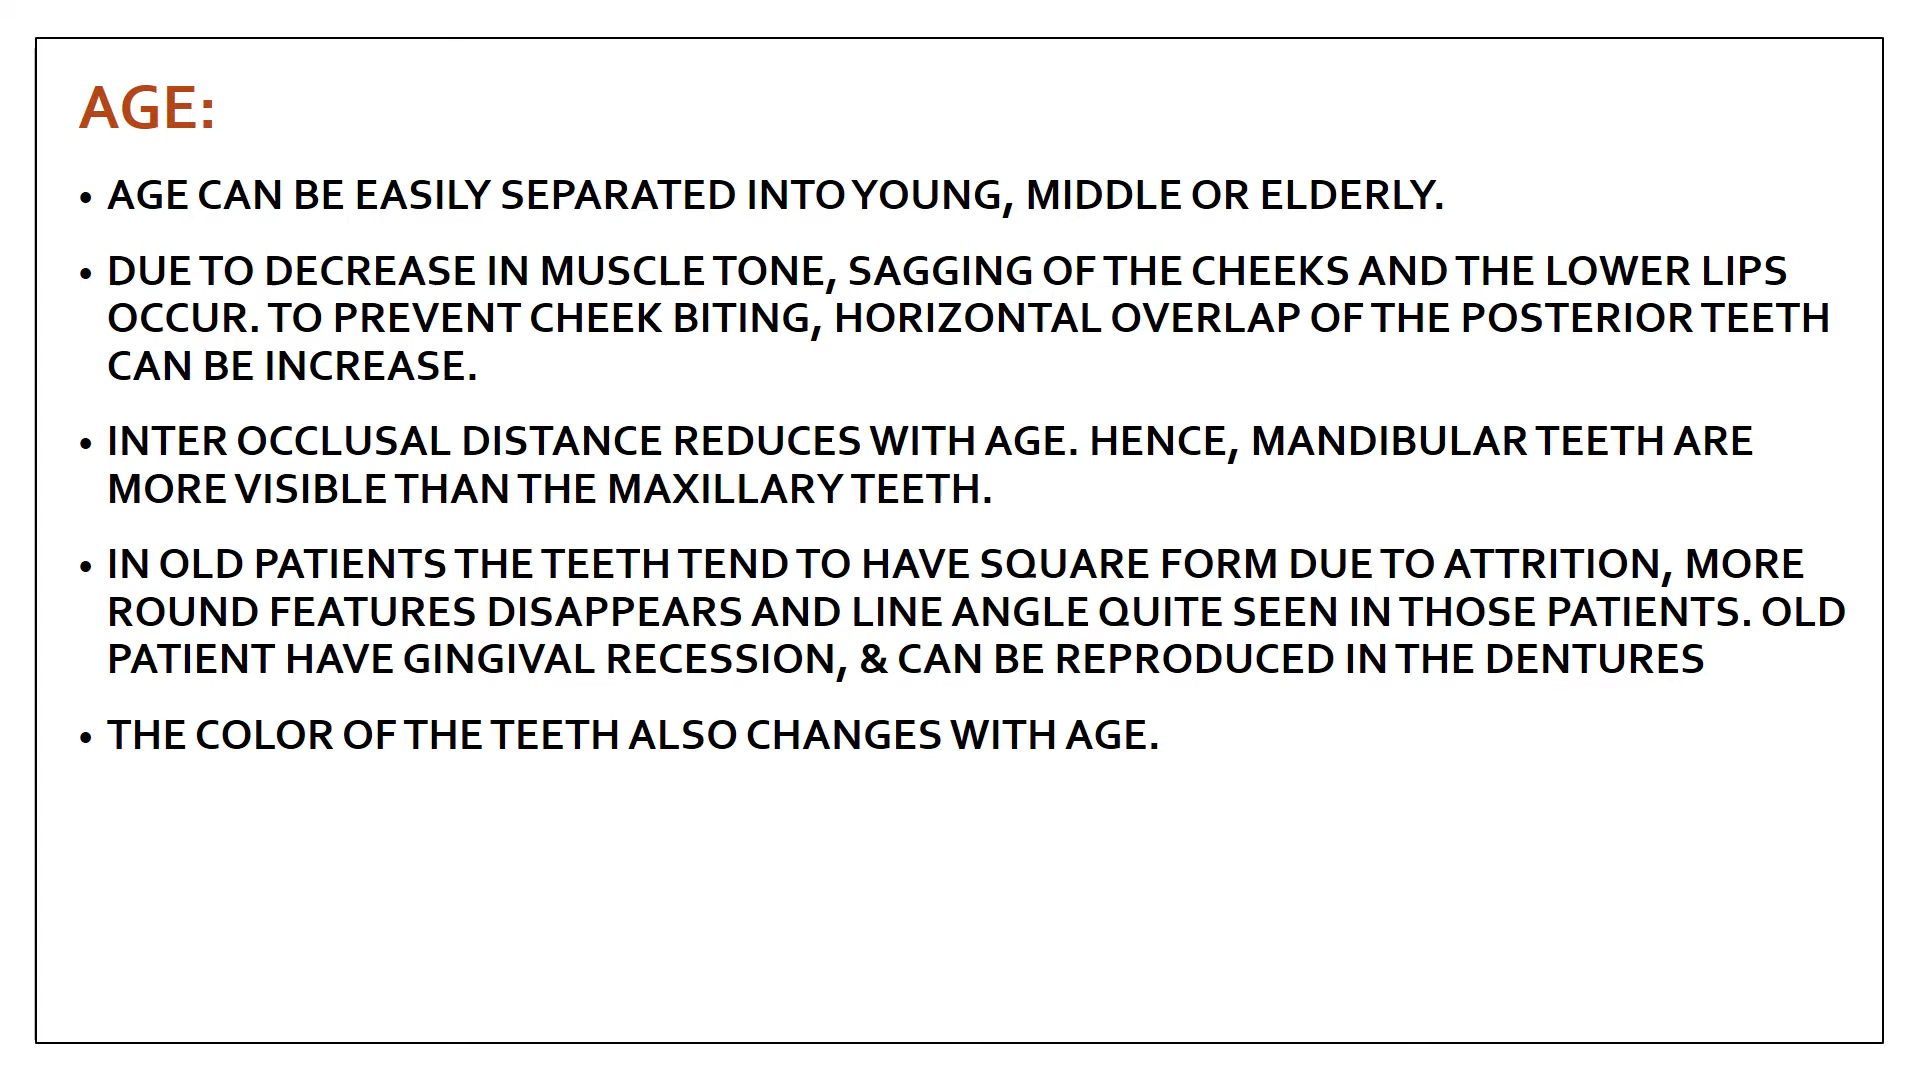 AGE:
• AGE CAN BE EASILY SEPARATED INTO YOUNG, MIDDLE OR ELDERLY.
• DUE TO DECREASE IN MUSCLE TONE, SAGGING OF THE CHEEKS AND THE LOWER LIPS
OCCUR. TO PREVENT CHEEK BITING, HORIZONTAL OVERLAP OF THE POSTERIOR TEETH
CAN BE INCREASE.
• INTER OCCLUSAL DISTANCE REDUCES WITH AGE. HENCE, MANDIBULAR TEETH ARE
MORE VISIBLE THAN THE MAXILLARY TEETH.
• IN OLD PATIENTS THE TEETH TEND TO HAVE SQUARE FORM DUE TO ATTRITION, MORE
ROUND FEATURES DISAPPEARS AND LINE ANGLE QUITE SEEN IN THOSE PATIENTS. OLD
PATIENT HAVE GINGIVAL RECESSION, & CAN BE REPRODUCED IN THE DENTURES
• THE COLOR OF THE TEETH ALSO CHANGES WITH AGE.